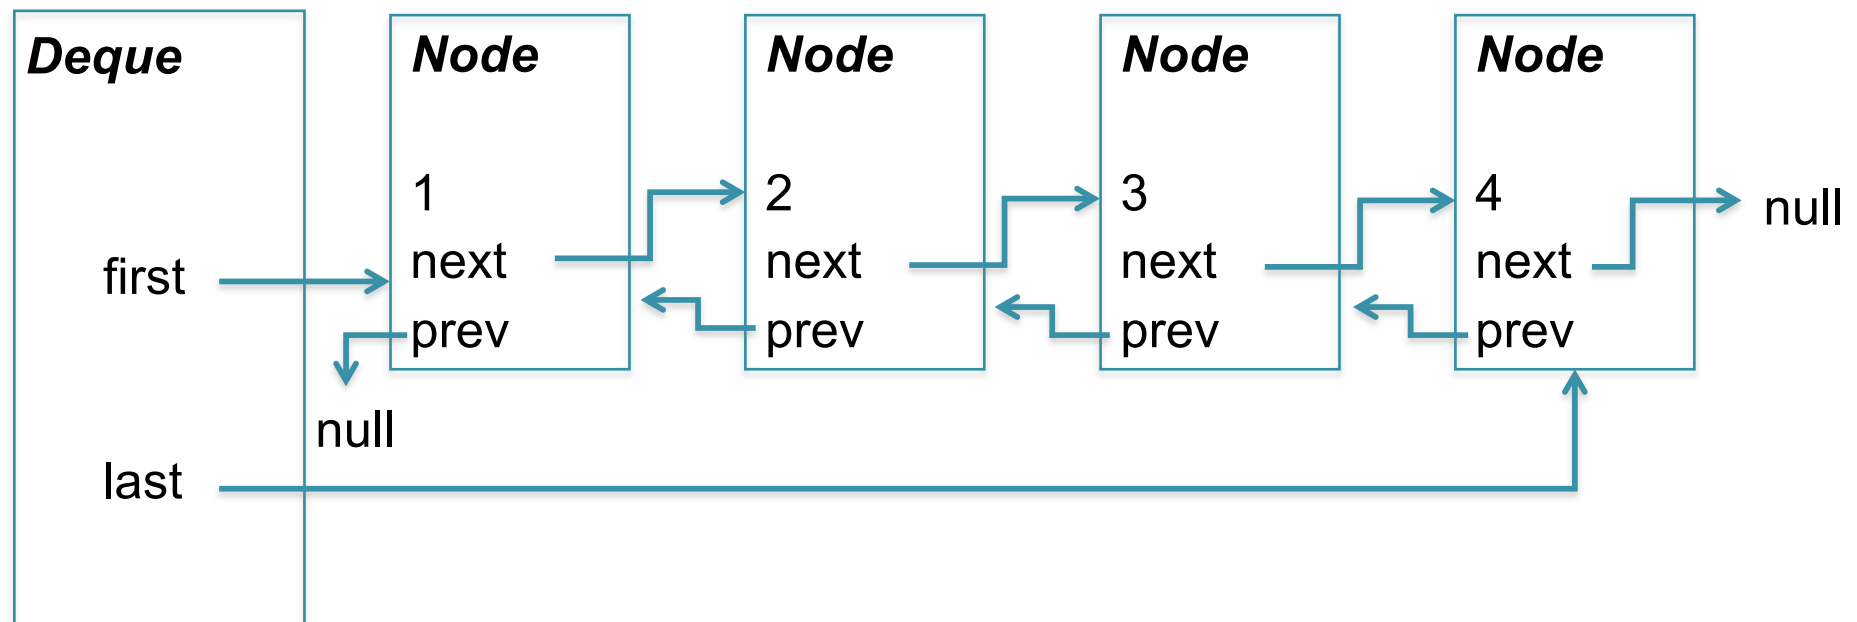 Deque
first
last
null
Node
1
next
prev
Node
2
next
prev
Node
3
next
prev
Node
4
next
prev
null